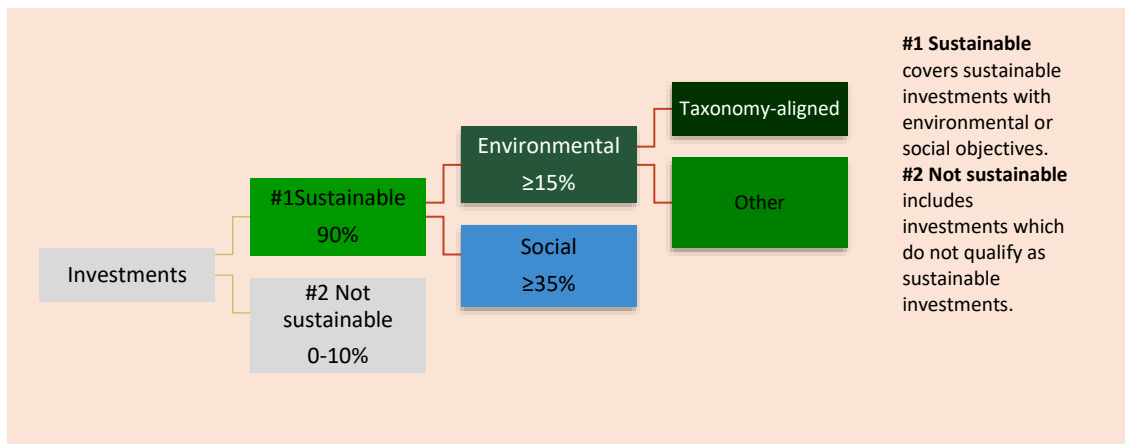 Investments
#1Sustainable
90%
#2 Not
sustainable
0-10%
Environmental
≥15%
Social
≥35%
Taxonomy-aligned
Other
#1 Sustainable
covers sustainable
investments with
environmental or
social objectives.
#2 Not sustainable
includes
investments which
do not qualify as
sustainable
investments.